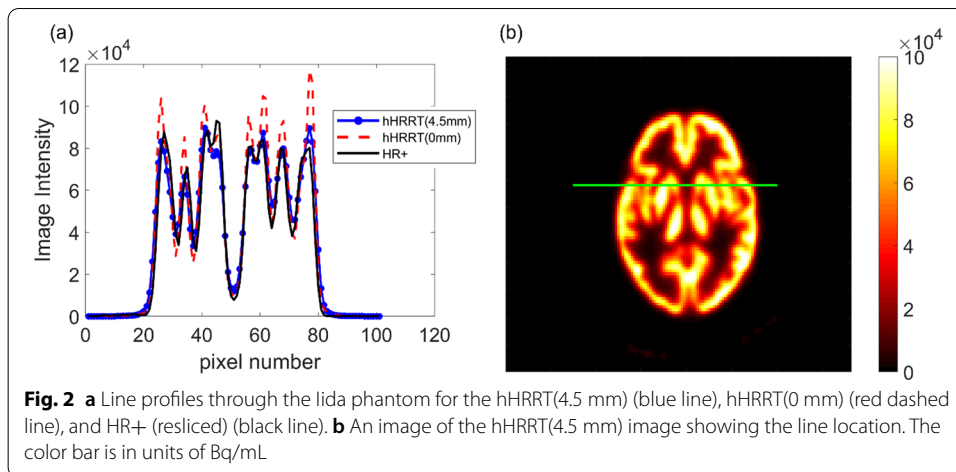 (a)
×10⁴
12
10
8
6
4
2
0
0
20
40
60
80
100
120
Image Intensity
pixel number
hHRRT(4.5mm)
hHRRT(0mm)
HR+
(b)
×10⁴
10
8
6
4
2
0
Fig. 2 a Line profiles through the Iida phantom for the hHRRT(4.5 mm) (blue line), hHRRT(0 mm) (red dashed
line), and HR+ (resliced) (black line). b An image of the hHRRT(4.5 mm) image showing the line location. The
color bar is in units of Bq/mL